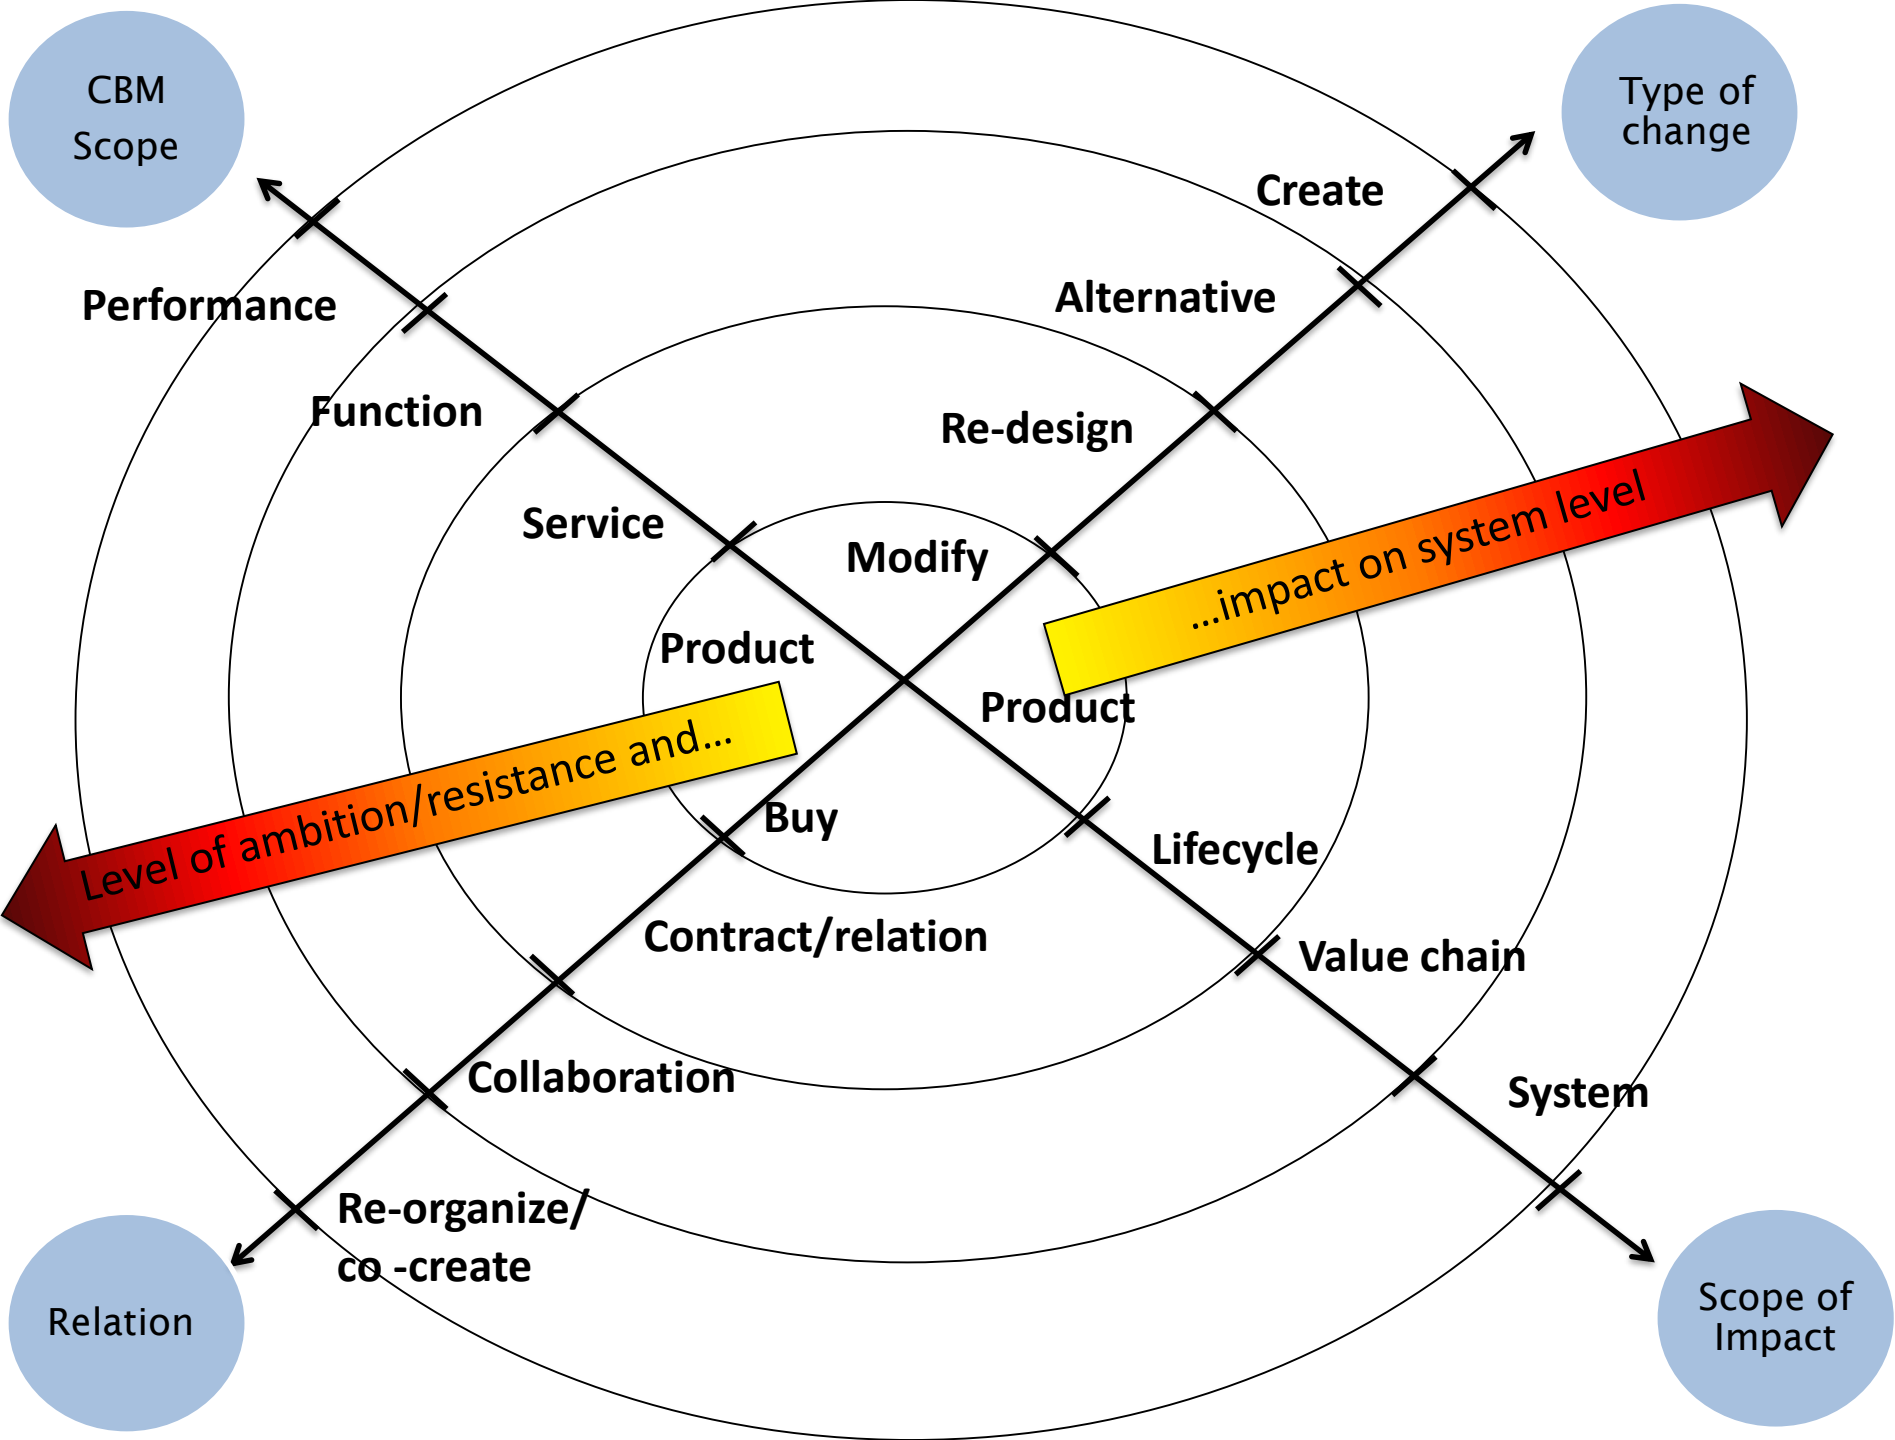 CBM
Scope
Type of
change
Create
Performance
Alternative
Function
Re-design
Service
Modify
...impact on system level
Product
Product
Level of ambition/resistance and...
Buy
Lifecycle
Contract/relation
Value chain
Collaboration
System
Re-organize/
co -create
Relation
Scope of
Impact